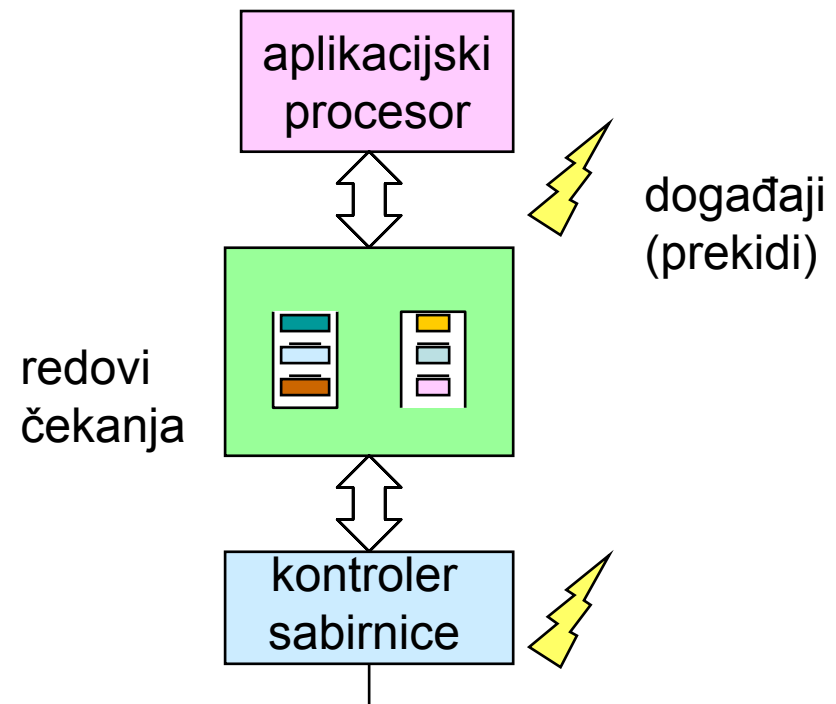 aplikacijski
procesor
događaji
(prekidi)
redovi
čekanja
kontroler
sabirnice